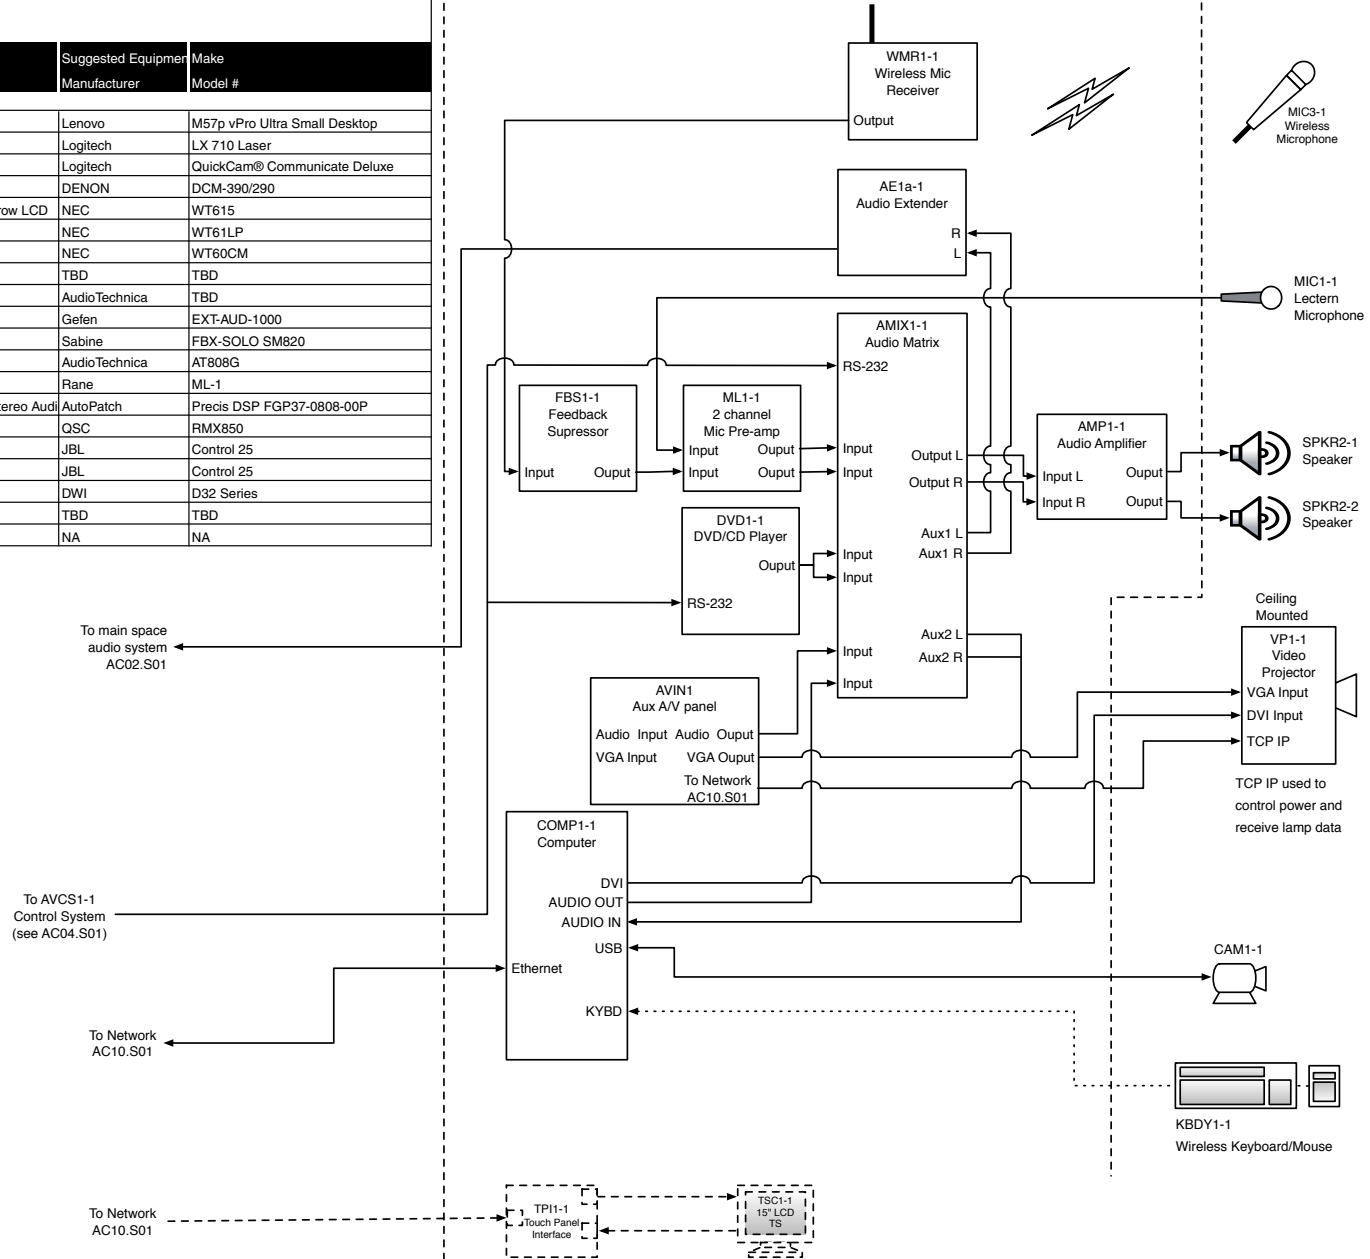 Suggested Equipmen Make
Manufacturer Model #
Lenovo M57p vPro Ultra Small Desktop
Logitech LX 710 Laser
Logitech QuickCam® Communicate Deluxe
DENON DCM-390/290
row LCD NEC WT615
NEC WT61LP
NEC WT60CM
TBD TBD
AudioTechnica TBD
Gefen EXT-AUD-1000
Sabine FBX-SOLO SM820
AudioTechnica AT808G
Rane ML-1
tereo Audi AutoPatch Precis DSP FGP37-0808-00P
QSC RMX850
JBL Control 25
JBL Control 25
DWI D32 Series
TBD TBD
NA NA
WMR1-1
Wireless Mic
Receiver
Output
MIC3-1
Wireless
Microphone
AE1a-1
Audio Extender
R
L
MIC1-1
Lectern
Microphone
AMIX1-1
Audio Matrix
RS-232
Input
Input
Input
Input
Input
Input
Output L
Output R
Aux1 L
Aux1 R
Aux2 L
Aux2 R
FBS1-1
Feedback
Supressor
Input Ouput
ML1-1
2 channel
Mic Pre-amp
Input Ouput
Input Ouput
AMP1-1
Audio Amplifier
Input L Ouput
Input R Ouput
SPKR2-1
Speaker
SPKR2-2
Speaker
DVD1-1
DVD/CD Player
Ouput
RS-232
To main space
audio system
AC02.S01
Ceiling
Mounted
VP1-1
Video
Projector
VGA Input
DVI Input
TCP IP
TCP IP used to
control power and
receive lamp data
AVIN1
Aux A/V panel
Audio Input Audio Ouput
VGA Input VGA Ouput
To Network
AC10.S01
COMP1-1
Computer
DVI
AUDIO OUT
AUDIO IN
USB
Ethernet
KYBD
To AVCS1-1
Control System
(see AC04.S01)
CAM1-1
To Network
AC10.S01
KBDY1-1
Wireless Keyboard/Mouse
To Network
AC10.S01
TPI1-1
Touch Panel
Interface
TSC1-1
15" LCD
TS